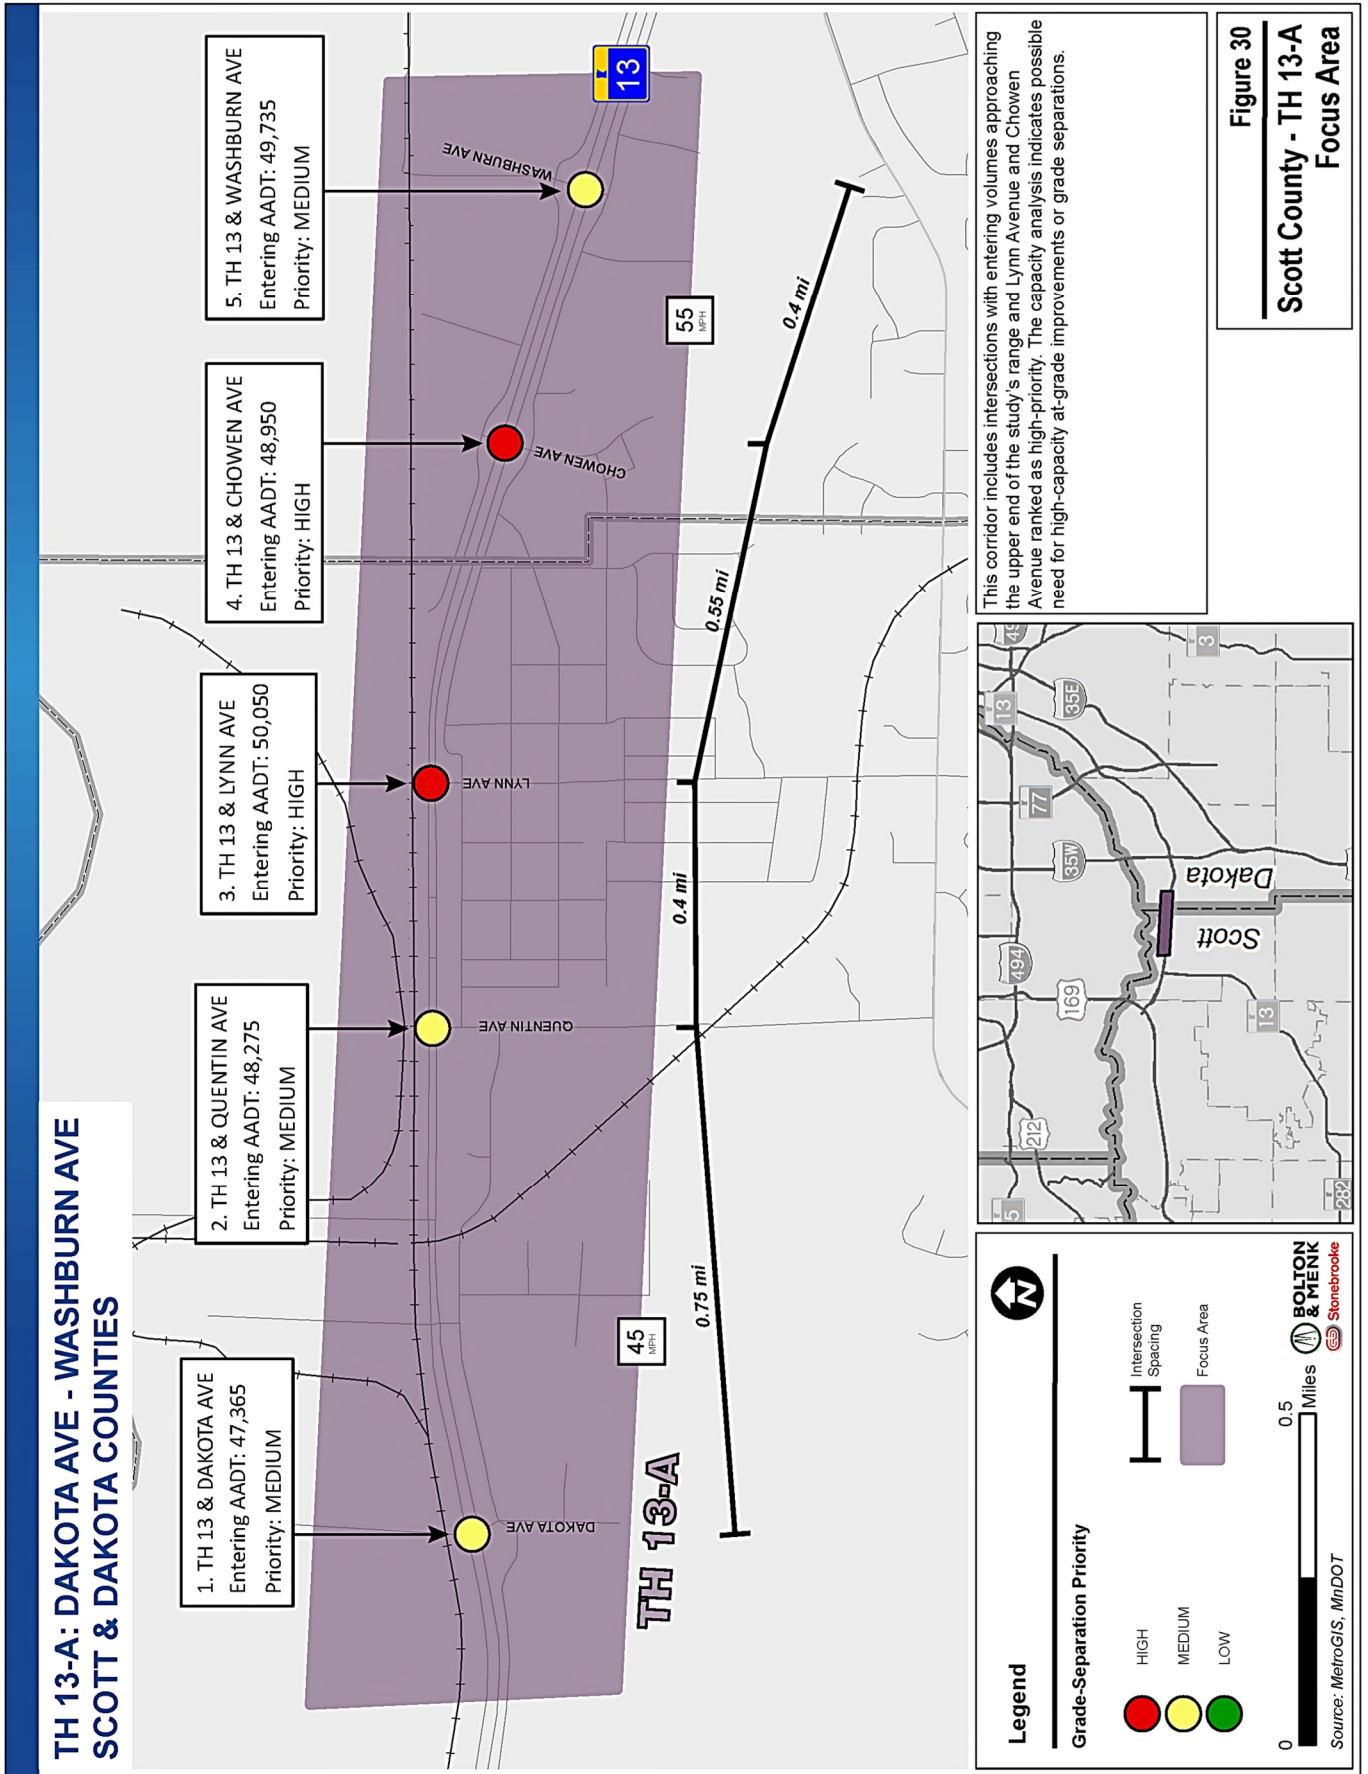 TH 13-A: DAKOTA AVE - WASHBURN AVE
SCOTT & DAKOTA COUNTIES
1. TH 13 & DAKOTA AVE
Entering AADT: 47,365
Priority: MEDIUM
2. TH 13 & QUENTIN AVE
Entering AADT: 48,275
Priority: MEDIUM
3. TH 13 & LYNN AVE
Entering AADT: 50,050
Priority: HIGH
4. TH 13 & CHOWEN AVE
Entering AADT: 48,950
Priority: HIGH
5. TH 13 & WASHBURN AVE
Entering AADT: 49,735
Priority: MEDIUM
DAKOTA AVE
QUENTIN AVE
LYNN AVE
CHOWEN AVE
WASHBURN AVE
13
45
MPH
55
MPH
TH 13-A
0.75 mi
0.4 mi
0.55 mi
0.4 mi
Legend
N
Grade-Separation Priority
HIGH
MEDIUM
LOW
Intersection
Spacing
Focus Area
0
0.5
Miles
Source: MetroGIS, MnDOT
BOLTON
& MENK
Stonebrooke
5
212
169
494
13
282
35W
77
13
35E
3
Scott
Dakota
This corridor includes intersections with entering volumes approaching
the upper end of the study's range and Lynn Avenue and Chowen
Avenue ranked as high-priority. The capacity analysis indicates possible
need for high-capacity at-grade improvements or grade separations.
Figure 30
Scott County - TH 13-A
Focus Area